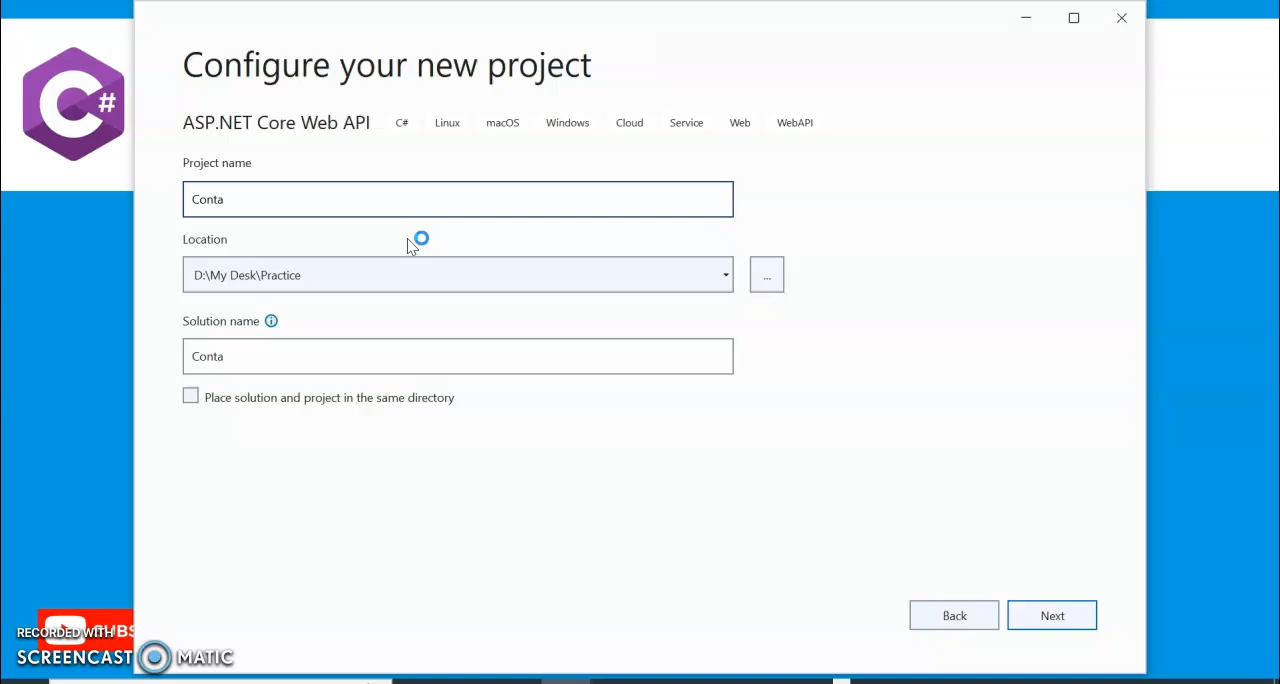 Configure your new project
ASP.NET Core Web API C# Linux macOS Windows Cloud Service Web WebAPI
Project name
Conta
Location
D:\My Desk\Practice
...
Solution name
Conta
Place solution and project in the same directory
Back Next
RECORDED WITH
SCREENCAST MATIC
C#